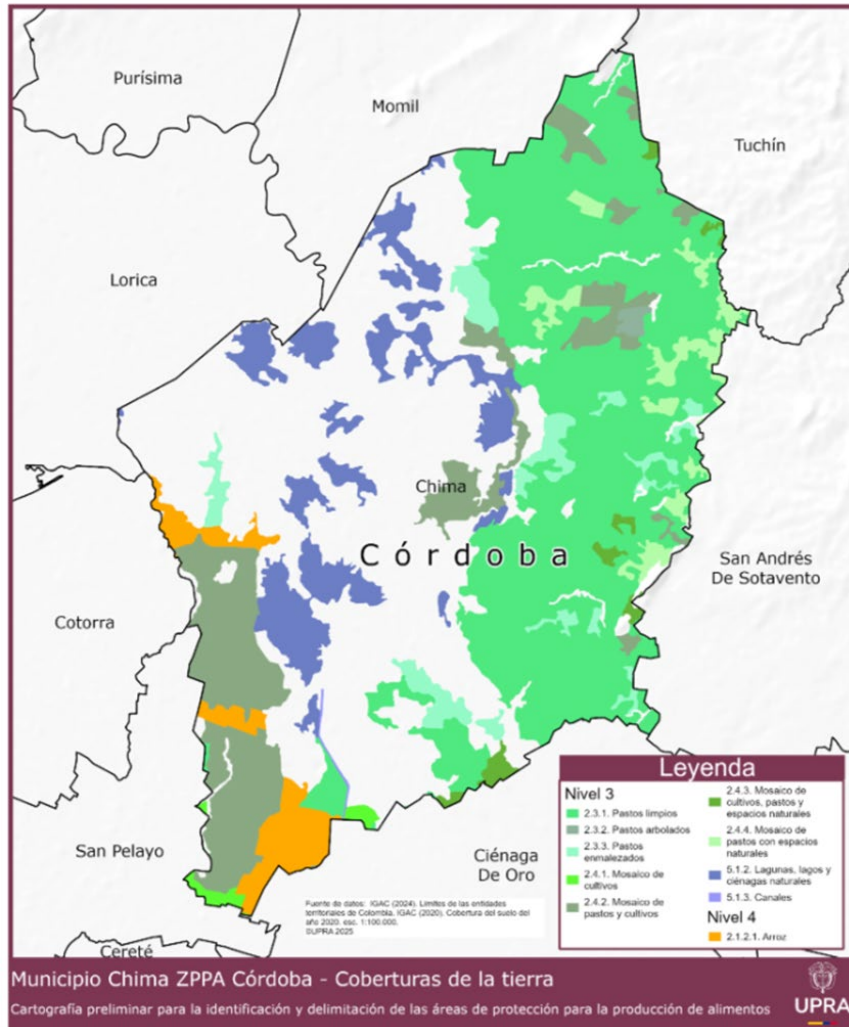 Purísima
Momil
Tuchín
Lorica
Chima
Córdoba
San Andrés
De Sotavento
Cotorra
San Pelayo
Ciénaga
De Oro
Cereté
Leyenda
Nivel 3
2.3.1. Pastos limpios
2.3.2. Pastos arbolados
2.3.3. Pastos
enmalezados
2.4.1. Mosaico de
cultivos
2.4.2. Mosaico de
pastos y cultivos
2.4.3. Mosaico de
cultivos, pastos y
espacios naturales
2.4.4. Mosaico de
pastos con espacios
naturales
5.1.2. Lagunas, lagos y
ciénagas naturales
5.1.3. Canales
Nivel 4
2.1.2.1. Arroz
Fuente de datos: IGAC (2024). Límites de las entidades
territoriales de Colombia. IGAC (2020). Cobertura del suelo del
año 2020. esc. 1:100.000.
©UPRA 2025
Municipio Chima ZPPA Córdoba - Coberturas de la tierra
Cartografía preliminar para la identificación y delimitación de las áreas de protección para la producción de alimentos
UPRA